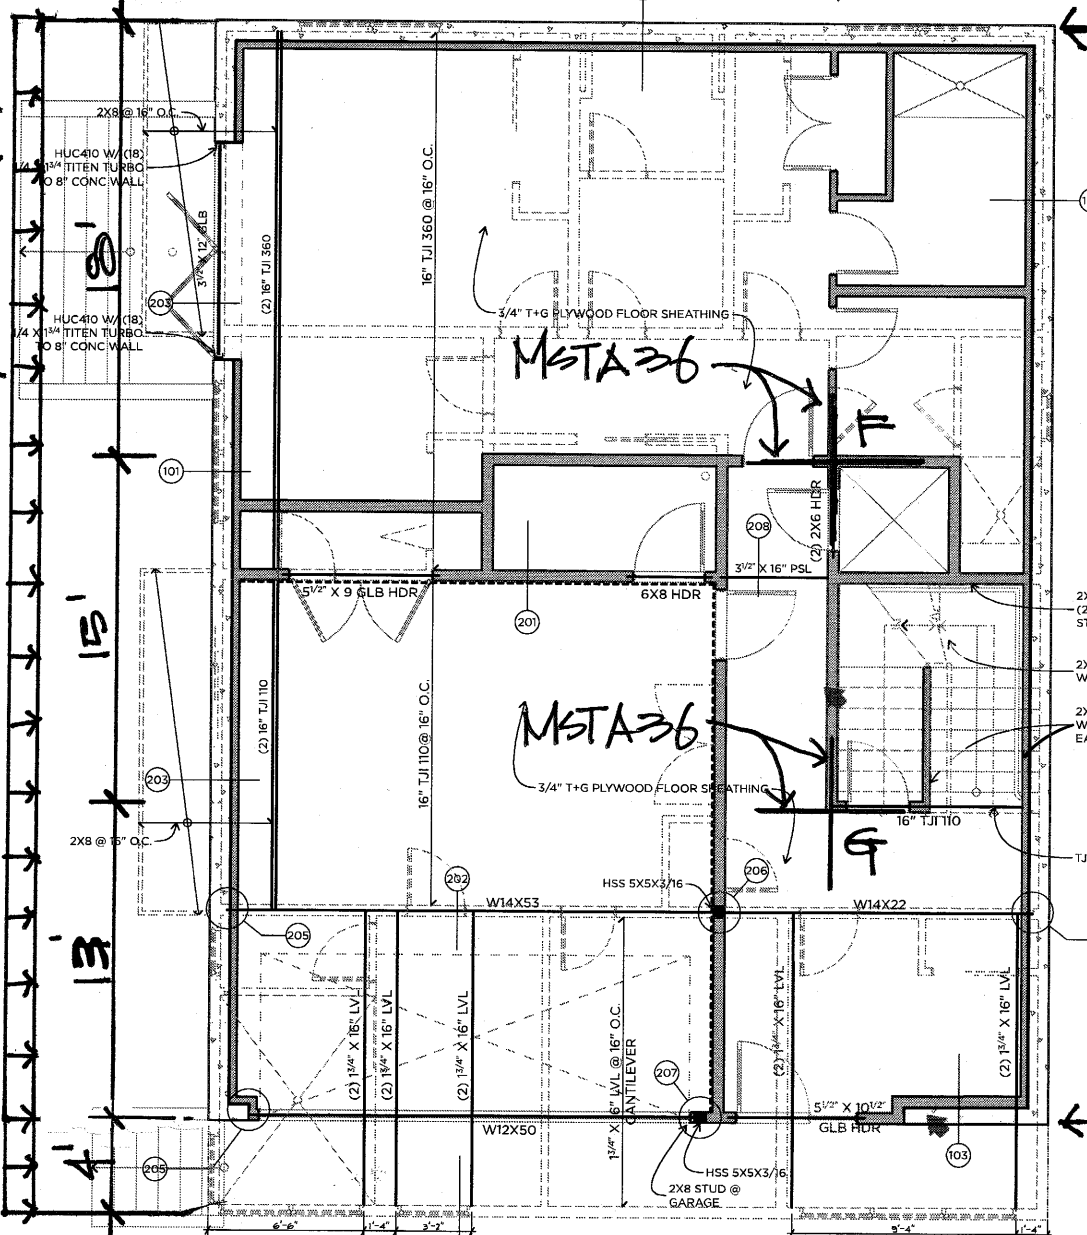 2X8 @ 16" O.C.
HUC410 W/ (18)
1/4 X 1 3/4 TITEN TURBO
TO 8" CONC WALL
3 1/2" X 12" GLB
(2) 16" TJI 360
16" TJI 360 @ 16" O.C.
18'
203
HUC410 W/ (18)
1/4 X 1 3/4 TITEN TURBO
TO 8" CONC WALL
3/4" T+G PLYWOOD FLOOR SHEATHING
MSTA36
F
101
208
(2) 2X6 HDR
3 1/2" X 16" PSL
5 1/2" X 9 GLB HDR
6X8 HDR
201
15'
(2) 16" TJI 110
16" TJI 110 @ 16" O.C.
MSTA36
203
3/4" T+G PLYWOOD FLOOR SHEATHING
16" TJI 110
G
2X8 @ 16" O.C.
202
206
HSS 5X5X3/16
W14X53
W14X22
205
13'
(2) 1 3/4" X 16" LVL
(2) 1 3/4" X 16" LVL
(2) 1 3/4" X 16" LVL
CANTILEVER
(2) 1 3/4" X 16" LVL
(2) 1 3/4" X 16" LVL
207
5 1/2" X 10 1/2"
GLB HDR
W12X50
4'
205
HSS 5X5X3/16
2X8 STUD @
GARAGE
103
6'-6"
1'-4"
3'-2"
9'-4"
1'-4"